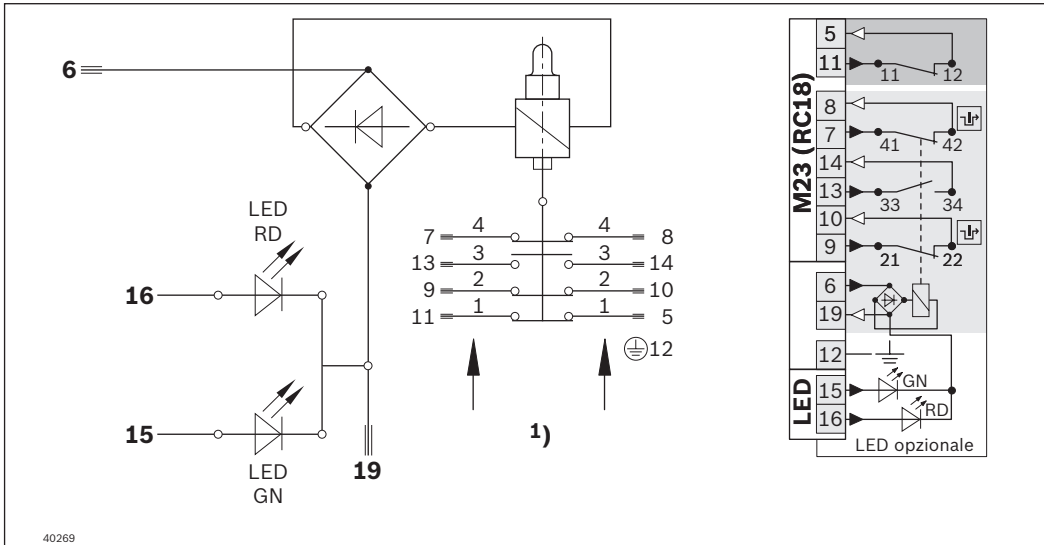 6
LED
RD
16
15
LED
GN
19
7 4 4 8
13 3 3 14
9 2 2 10
11 1 1 5
12
1)
40269
M23 (RC18)
5
11 11 12
8
7 41 42
14
13 33 34
10
9 21 22
6
19
12
LED
15 GN
16 RD
LED opzionale